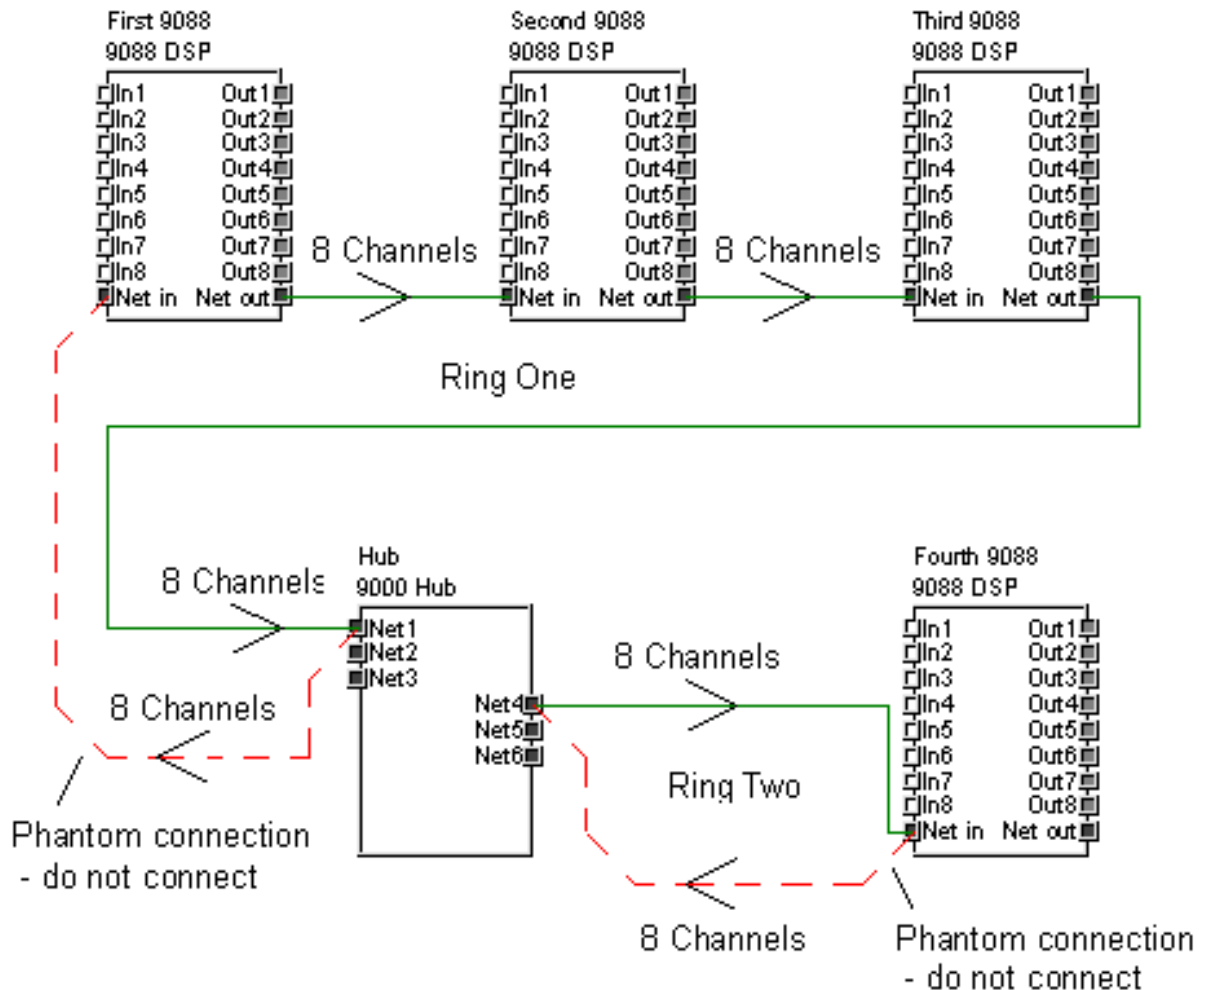 First 9088
9088 DSP
In1 Out1
In2 Out2
In3 Out3
In4 Out4
In5 Out5
In6 Out6
In7 Out7
In8 Out8
Net in Net out
8 Channels
Second 9088
9088 DSP
In1 Out1
In2 Out2
In3 Out3
In4 Out4
In5 Out5
In6 Out6
In7 Out7
In8 Out8
Net in Net out
8 Channels
Third 9088
9088 DSP
In1 Out1
In2 Out2
In3 Out3
In4 Out4
In5 Out5
In6 Out6
In7 Out7
In8 Out8
Net in Net out
Ring One
8 Channels
Hub
9000 Hub
Net1
Net2
Net3
Net4
Net5
Net6
8 Channels
Phantom connection
- do not connect
8 Channels
Ring Two
8 Channels
Fourth 9088
9088 DSP
In1 Out1
In2 Out2
In3 Out3
In4 Out4
In5 Out5
In6 Out6
In7 Out7
In8 Out8
Net in Net out
Phantom connection
- do not connect